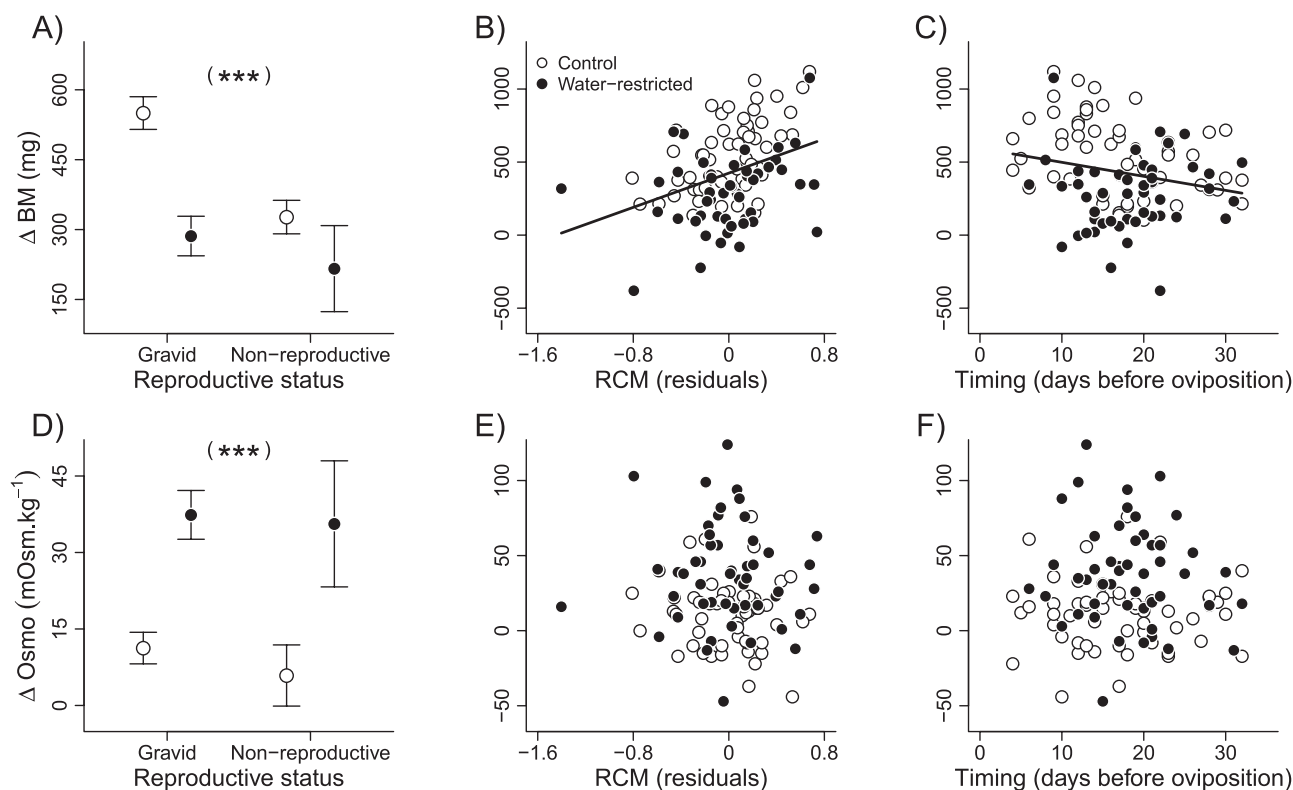 A)
(***)
Δ BM (mg)
600
450
300
150
Gravid
Non−reproductive
Reproductive status
B)
Control
Water−restricted
1000
500
0
−500
−1.6
−0.8
0
0.8
RCM (residuals)
C)
1000
500
0
−500
0
10
20
30
Timing (days before oviposition)
D)
(***)
Δ Osmo (mOsm.kg⁻¹)
45
30
15
0
Gravid
Non−reproductive
Reproductive status
E)
100
50
0
−50
−1.6
−0.8
0
0.8
RCM (residuals)
F)
100
50
0
−50
0
10
20
30
Timing (days before oviposition)